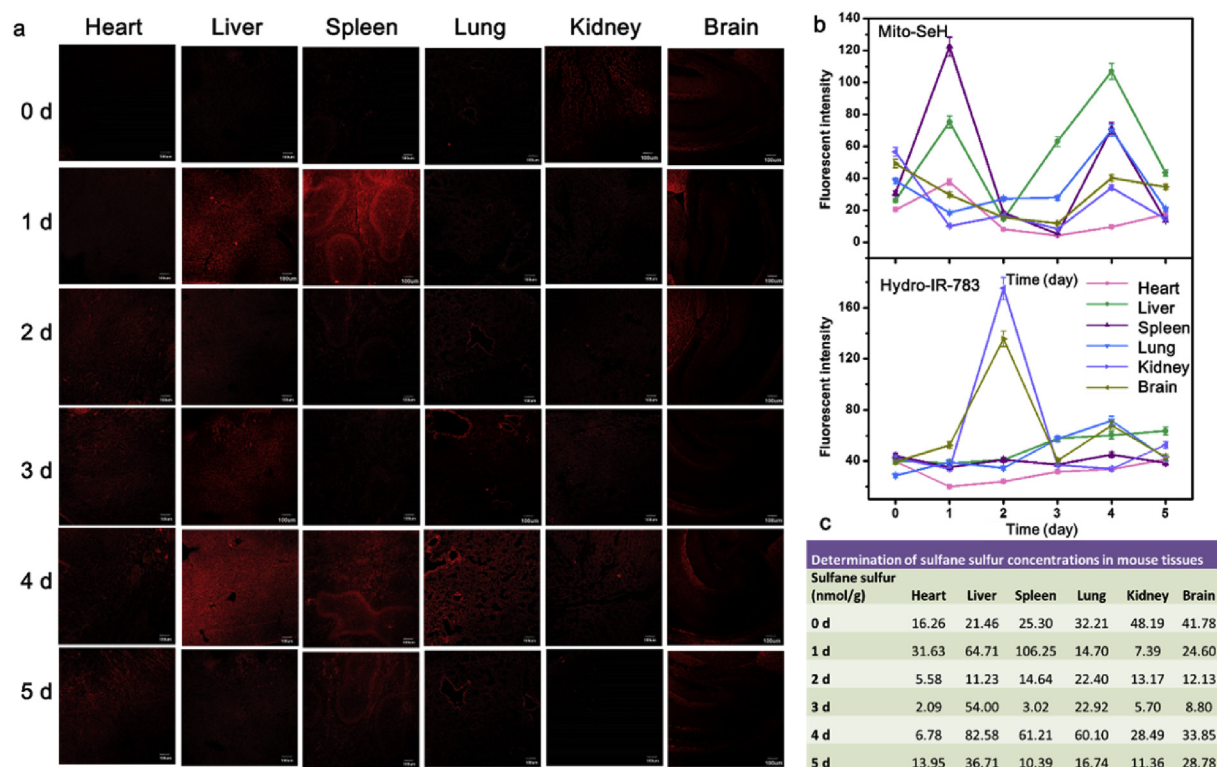 a
Heart Liver Spleen Lung Kidney Brain
0 d
1 d
2 d
3 d
4 d
5 d
100um
b
Mito-SeH
Fluorescent intensity
140
120
100
80
60
40
20
0
Time (day)
Hydro-IR-783
Fluorescent intensity
160
120
80
40
Heart
Liver
Spleen
Lung
Kidney
Brain
0 1 2 3 4 5
Time (day)
C
Determination of sulfane sulfur concentrations in mouse tissues
Sulfane sulfur
(nmol/g) Heart Liver Spleen Lung Kidney Brain
0 d 16.26 21.46 25.30 32.21 48.19 41.78
1 d 31.63 64.71 106.25 14.70 7.39 24.60
2 d 5.58 11.23 14.64 22.40 13.17 12.13
3 d 2.09 54.00 3.02 22.92 5.70 8.80
4 d 6.78 82.58 61.21 60.10 28.49 33.85
5 d 13.95 36.71 10.90 17.07 11.36 28.78